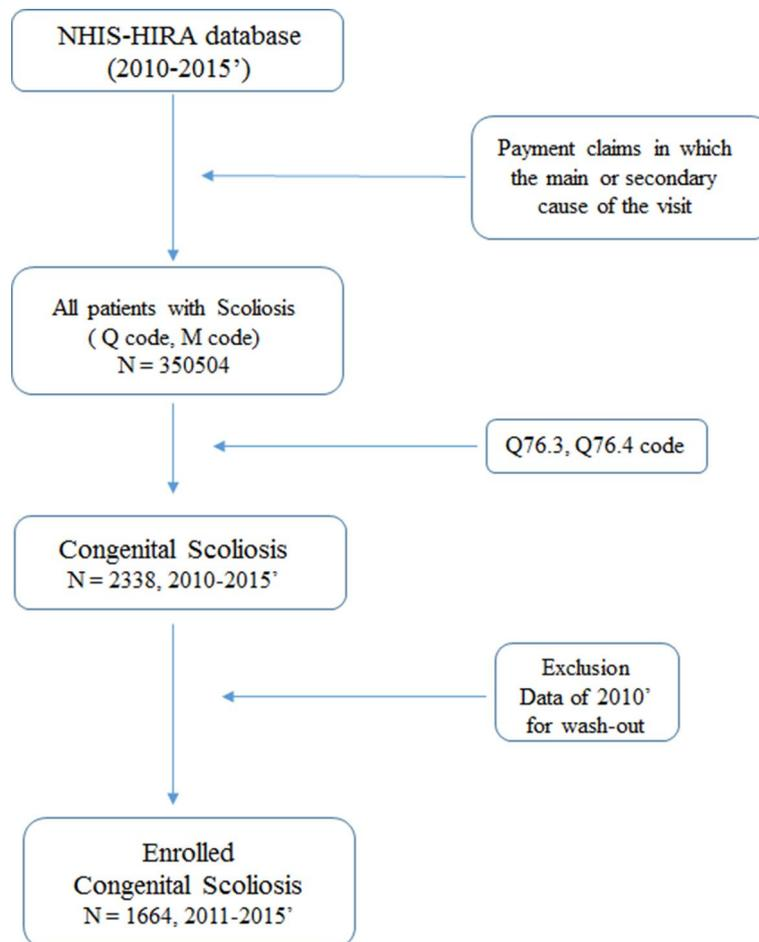 NHIS-HIRA database
(2010-2015’)
Payment claims in which
the main or secondary
cause of the visit
All patients with Scoliosis
( Q code, M code)
N = 350504
Q76.3, Q76.4 code
Congenital Scoliosis
N = 2338, 2010-2015’
Exclusion
Data of 2010’
for wash-out
Enrolled
Congenital Scoliosis
N = 1664, 2011-2015’